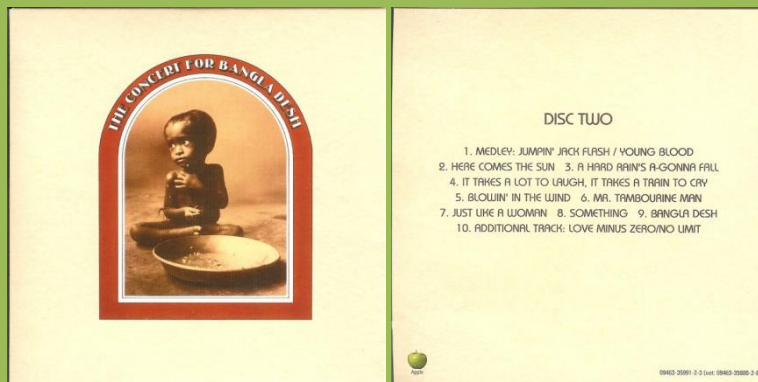 THE CONCERT FOR BANGLA DESH
DISC TWO
1. MEDLEY: JUMPIN' JACK FLASH / YOUNG BLOOD
2. HERE COMES THE SUN 3. A HARD RAIN'S A-GONNA FALL
4. IT TAKES A LOT TO LAUGH, IT TAKES A TRAIN TO CRY
5. BLOWIN' IN THE WIND 6. MR. TAMBOURINE MAN
7. JUST LIKE A WOMAN 8. SOMETHING 9. BANGLA DESH
10. ADDITIONAL TRACK: LOVE MINUS ZERO/NO LIMIT
Apple